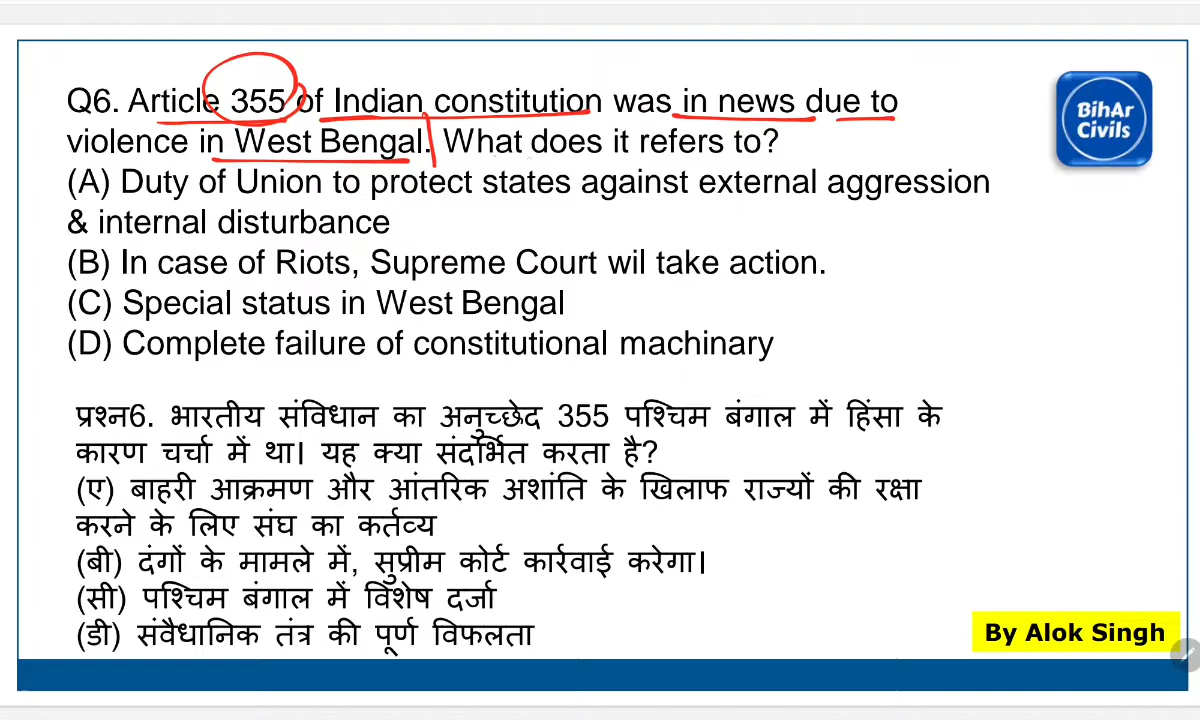 Q6. Article 355 of Indian constitution was in news due to
violence in West Bengal. What does it refers to?
(A) Duty of Union to protect states against external aggression
& internal disturbance
(B) In case of Riots, Supreme Court wil take action.
(C) Special status in West Bengal
(D) Complete failure of constitutional machinary
BihAr
Civils
प्रश्न6. भारतीय संविधान का अनुच्छेद 355 पश्चिम बंगाल में हिंसा के
कारण चर्चा में था। यह क्या संदर्भित करता है?
(ए) बाहरी आक्रमण और आंतरिक अशांति के खिलाफ राज्यों की रक्षा
करने के लिए संघ का कर्तव्य
(बी) दंगों के मामले में, सुप्रीम कोर्ट कार्रवाई करेगा।
(सी) पश्चिम बंगाल में विशेष दर्जा
(डी) संवैधानिक तंत्र की पूर्ण विफलता
By Alok Singh